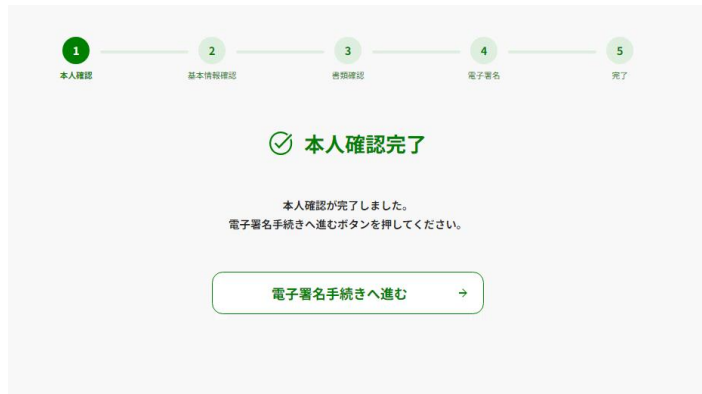 1
本人確認
2
基本情報確認
3
書類確認
4
電子署名
5
完了
本人確認完了
本人確認が完了しました。
電子署名手続きへ進むボタンを押してください。
電子署名手続きへ進む →